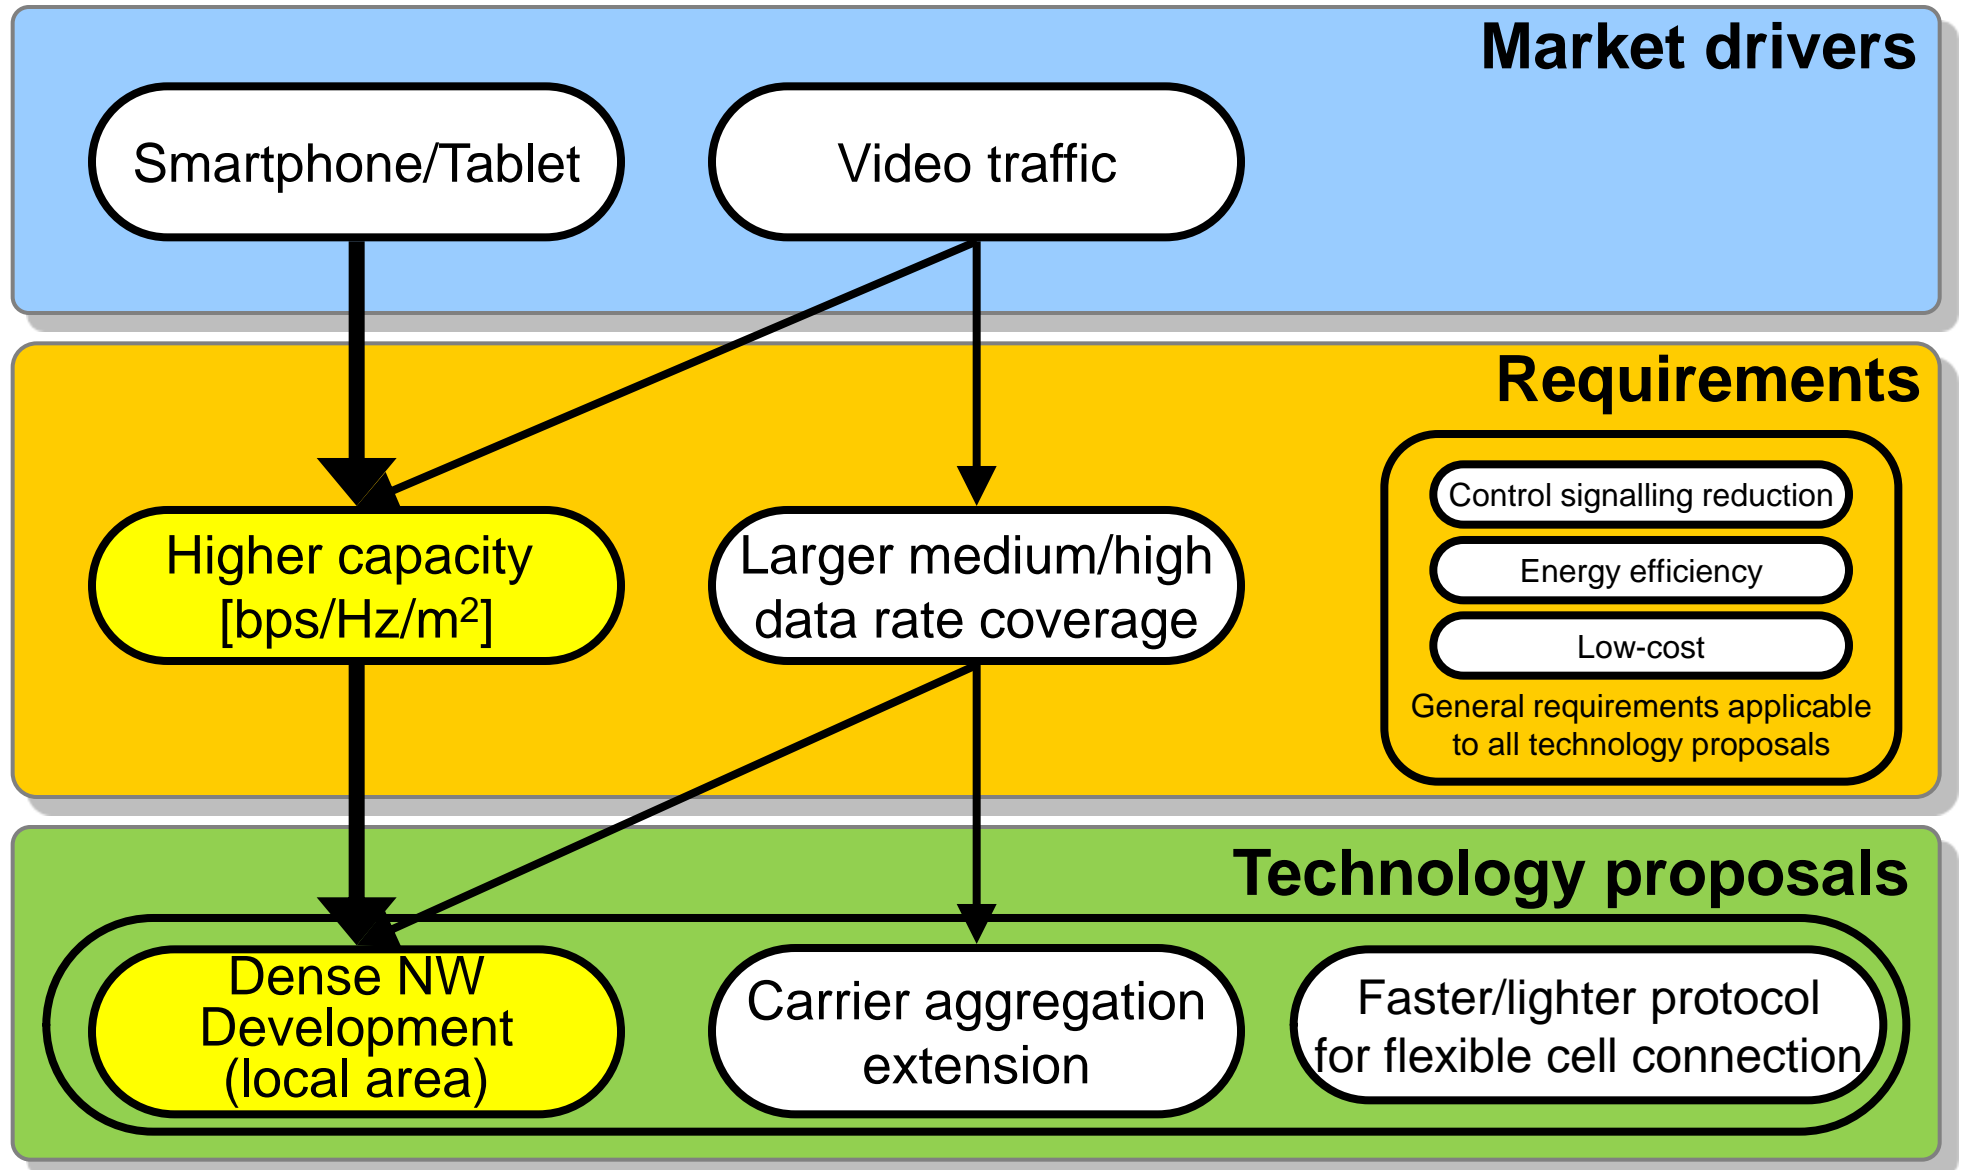 Market drivers
Smartphone/Tablet
Video traffic
Requirements
Control signalling reduction
Energy efficiency
Low-cost
General requirements applicable
to all technology proposals
Higher capacity
[bps/Hz/m²]
Larger medium/high
data rate coverage
Technology proposals
Dense NW
Development
(local area)
Carrier aggregation
extension
Faster/lighter protocol
for flexible cell connection